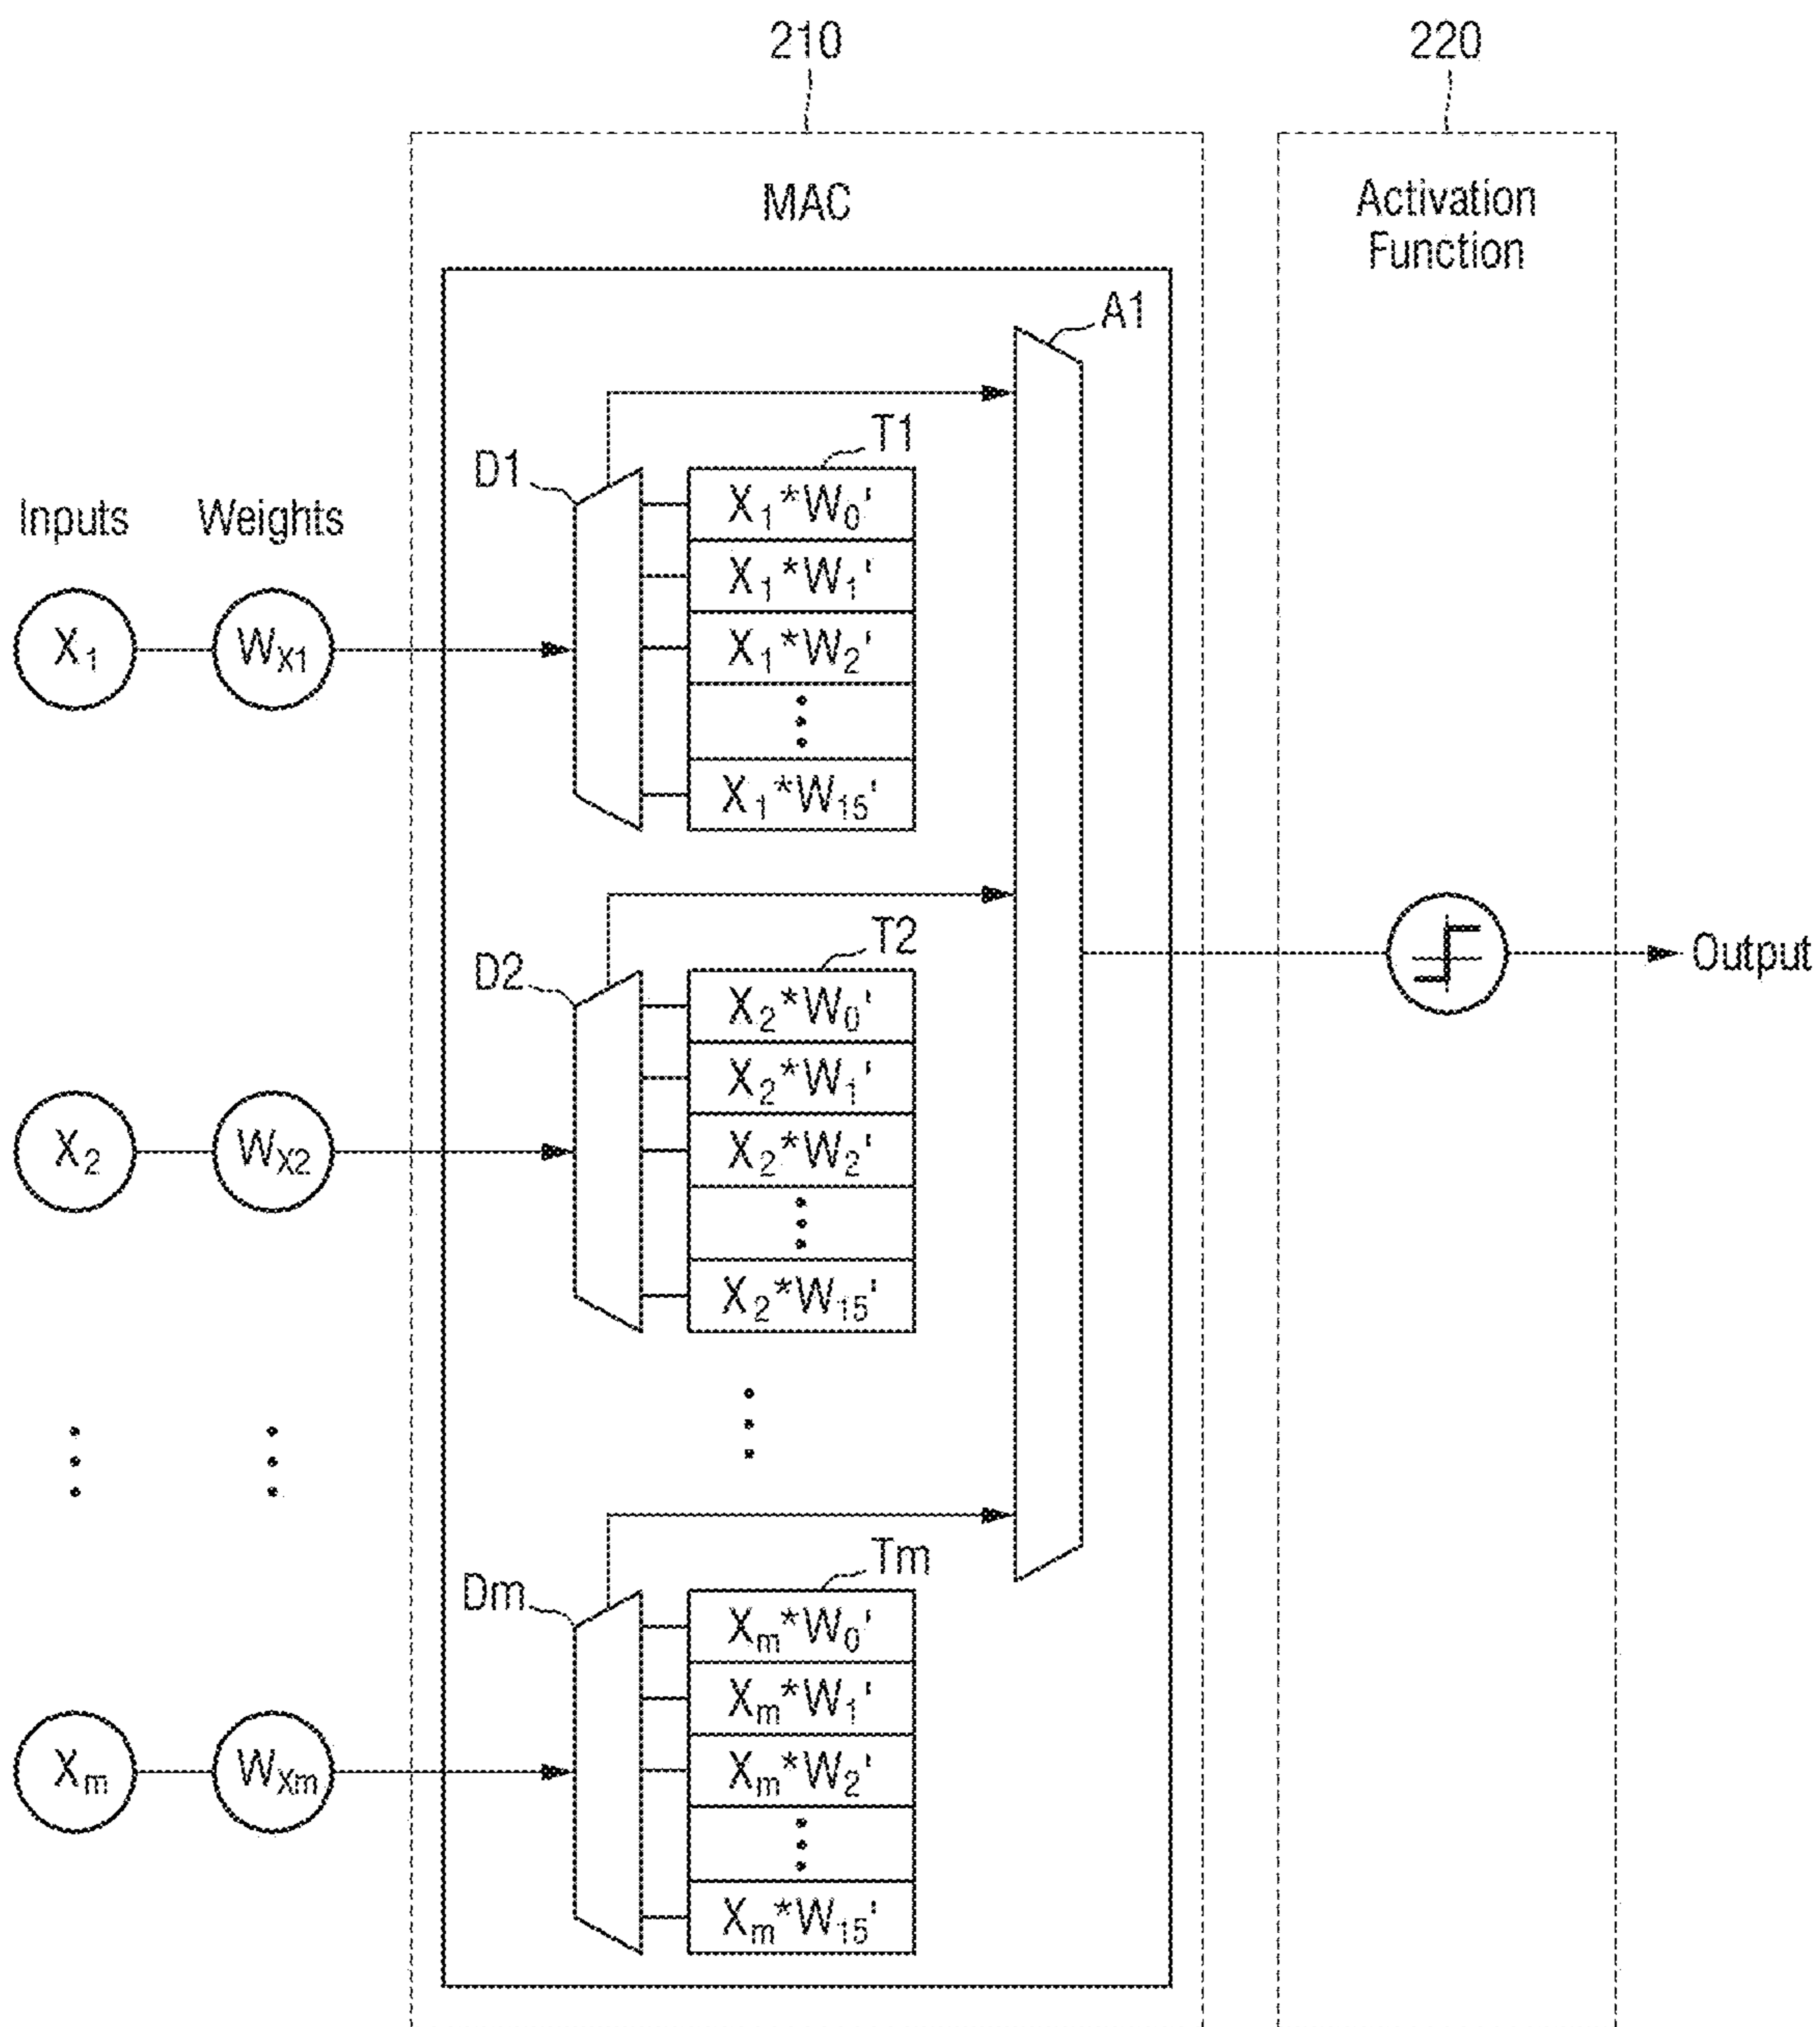 210
220
MAC
Activation
Function
A1
T1
D1
X₁*W₀'
Inputs
Weights
X₁*W₁'
X₁
Wₓ₁
X₁*W₂'
X₁*W₁₅'
T2
D2
Output
X₂*W₀'
X₂*W₁'
X₂
Wₓ₂
X₂*W₂'
X₂*W₁₅'
Tm
Dm
Xₘ*W₀'
Xₘ*W₁'
Xₘ
Wₓₘ
Xₘ*W₂'
Xₘ*W₁₅'